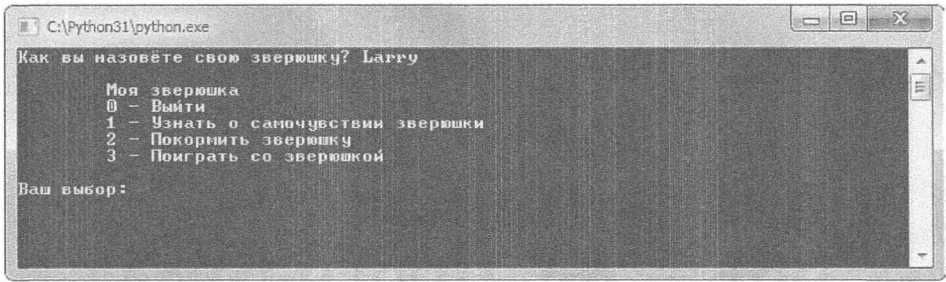 C:\Python31\python.exe
Как вы назовёте свою зверюшку? Larry
Моя зверюшка
0 - Выйти
1 - Узнать о самочувствии зверюшки
2 - Покормить зверюшку
3 - Поиграть со зверюшкой
Ваш выбор: